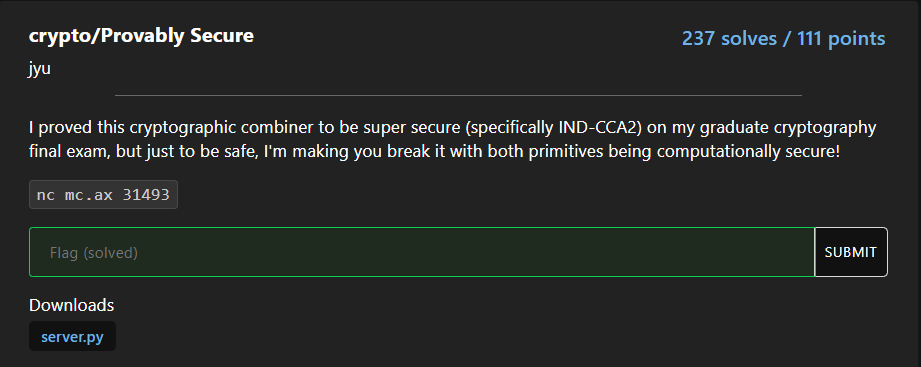 crypto/Provably Secure
237 solves / 111 points
jyu
I proved this cryptographic combiner to be super secure (specifically IND-CCA2) on my graduate cryptography
final exam, but just to be safe, I'm making you break it with both primitives being computationally secure!
nc mc.ax 31493
Flag (solved)
SUBMIT
Downloads
server.py